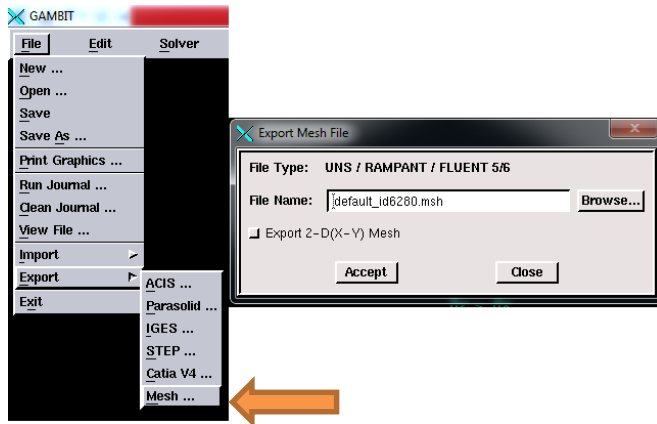 GAMBIT
File Edit Solver
New ...
Open ...
Save
Save As ...
Print Graphics ...
Run Journal ...
Clean Journal ...
View File ...
Import
Export
Exit
ACIS ...
Parasolid ...
IGES ...
STEP ...
Catia V4 ...
Mesh ...
Export Mesh File
File Type: UNS / RAMPANT / FLUENT 5/6
File Name: default_id6280.msh Browse...
Export 2-D(X-Y) Mesh
Accept Close